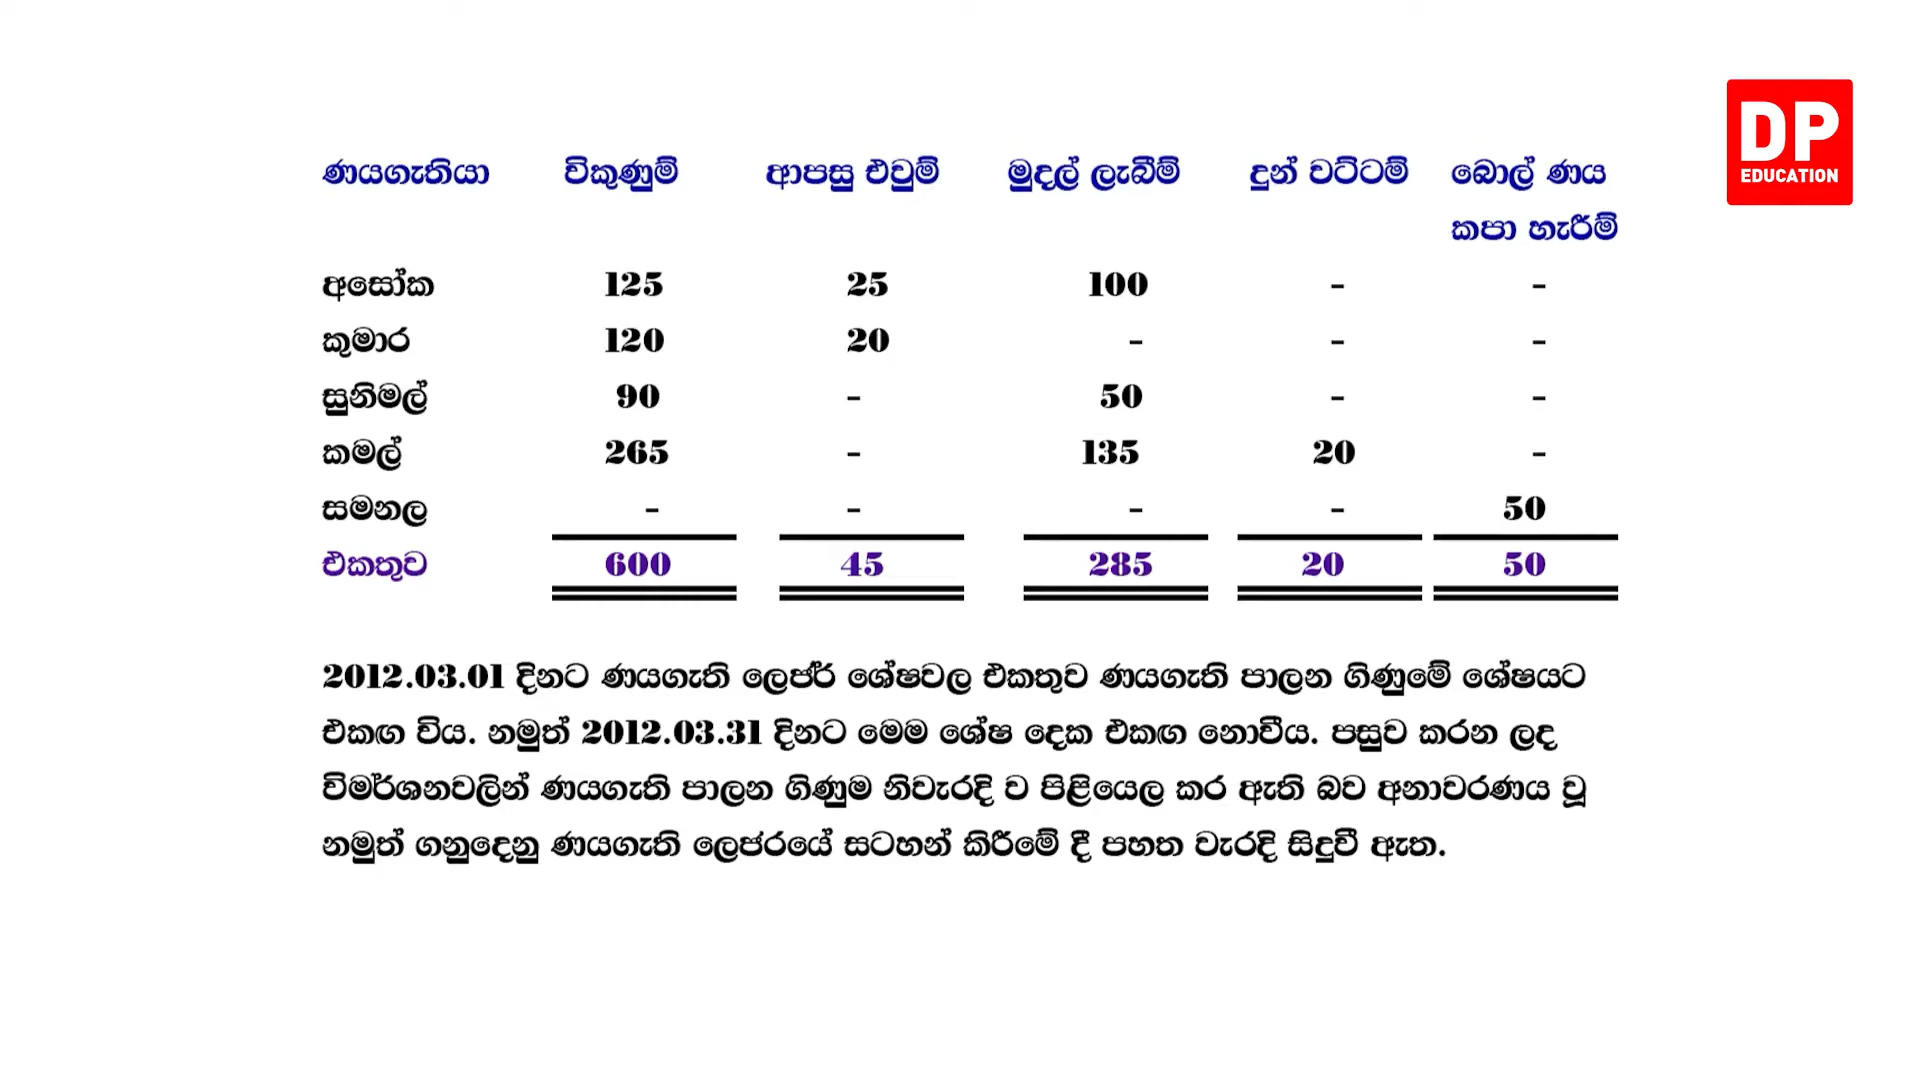 DP
EDUCATION
ණයගැතියා විකුණුම් ආපසු එවුම් මුදල් ලැබීම් දුන් වට්ටම් බොල් ණය
කපා හැරීම්
අසෝක 125 25 100 - -
කුමාර 120 20 - - -
සුනිමල් 90 - 50 - -
කමල් 265 - 135 20 -
සමනල - - - - 50
එකතුව 600 45 285 20 50
2012.03.01 දිනට ණයගැති ලෙජර් ශේෂවල එකතුව ණයගැති පාලන ගිණුමේ ශේෂයට
එකඟ විය. නමුත් 2012.03.31 දිනට මෙම ශේෂ දෙක එකඟ නොවීය. පසුව කරන ලද
විමර්ශනවලින් ණයගැති පාලන ගිණුම නිවැරදි ව පිළියෙල කර ඇති බව අනාවරණය වූ
නමුත් ගනුදෙනු ණයගැති ලෙජරයේ සටහන් කිරීමේ දී පහත වැරදි සිදුවී ඇත.